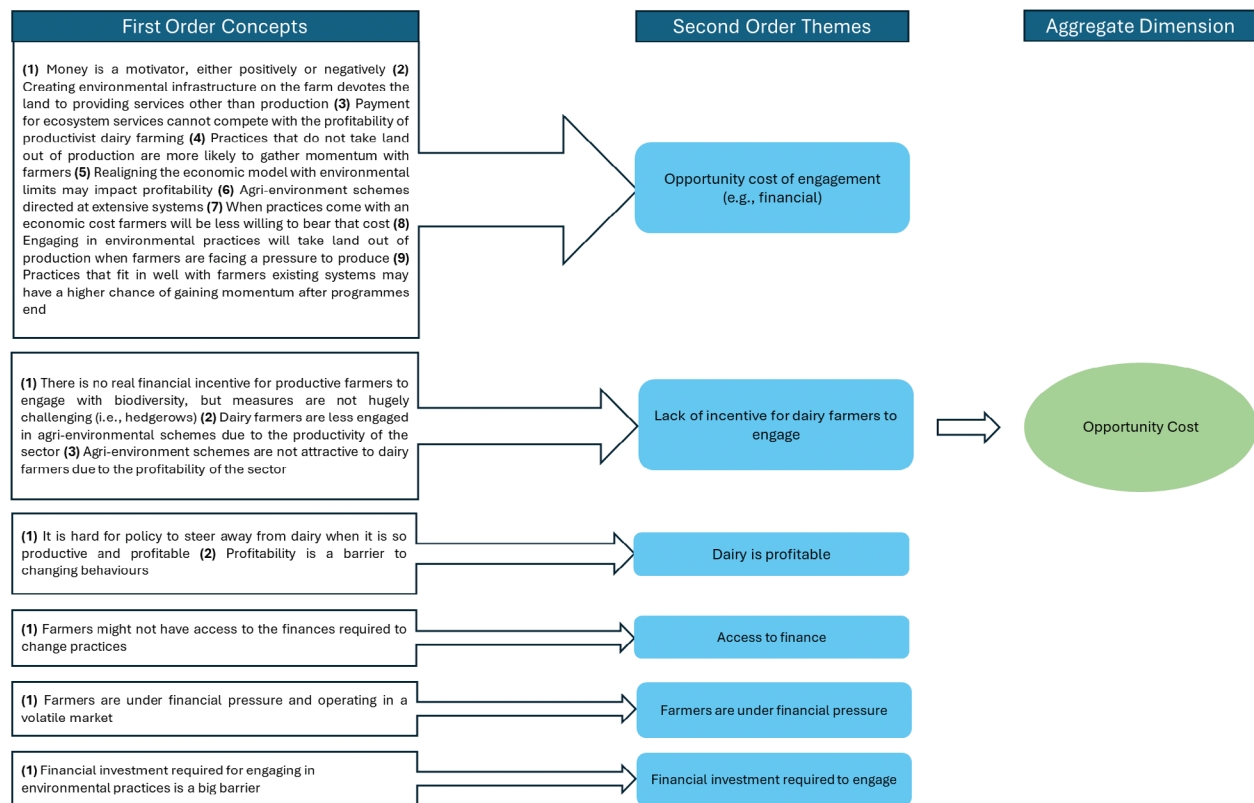 First Order Concepts
Second Order Themes
Aggregate Dimension
(1) Money is a motivator, either positively or negatively (2)
Creating environmental infrastructure on the farm devotes the
land to providing services other than production (3) Payment
for ecosystem services cannot compete with the profitability of
productivist dairy farming (4) Practices that do not take land
out of production are more likely to gather momentum with
farmers (5) Realigning the economic model with environmental
limits may impact profitability (6) Agri-environment schemes
directed at extensive systems (7) When practices come with an
economic cost farmers will be less willing to bear that cost (8)
Engaging in environmental practices will take land out of
production when farmers are facing a pressure to produce (9)
Practices that fit in well with farmers existing systems may
have a higher chance of gaining momentum after programmes
end
Opportunity cost of engagement
(e.g., financial)
(1) There is no real financial incentive for productive farmers to
engage with biodiversity, but measures are not hugely
challenging (i.e., hedgerows) (2) Dairy farmers are less engaged
in agri-environmental schemes due to the productivity of the
sector (3) Agri-environment schemes are not attractive to dairy
farmers due to the profitability of the sector
Lack of incentive for dairy farmers to
engage
Opportunity Cost
(1) It is hard for policy to steer away from dairy when it is so
productive and profitable (2) Profitability is a barrier to
changing behaviours
Dairy is profitable
(1) Farmers might not have access to the finances required to
change practices
Access to finance
(1) Farmers are under financial pressure and operating in a
volatile market
Farmers are under financial pressure
(1) Financial investment required for engaging in
environmental practices is a big barrier
Financial investment required to engage